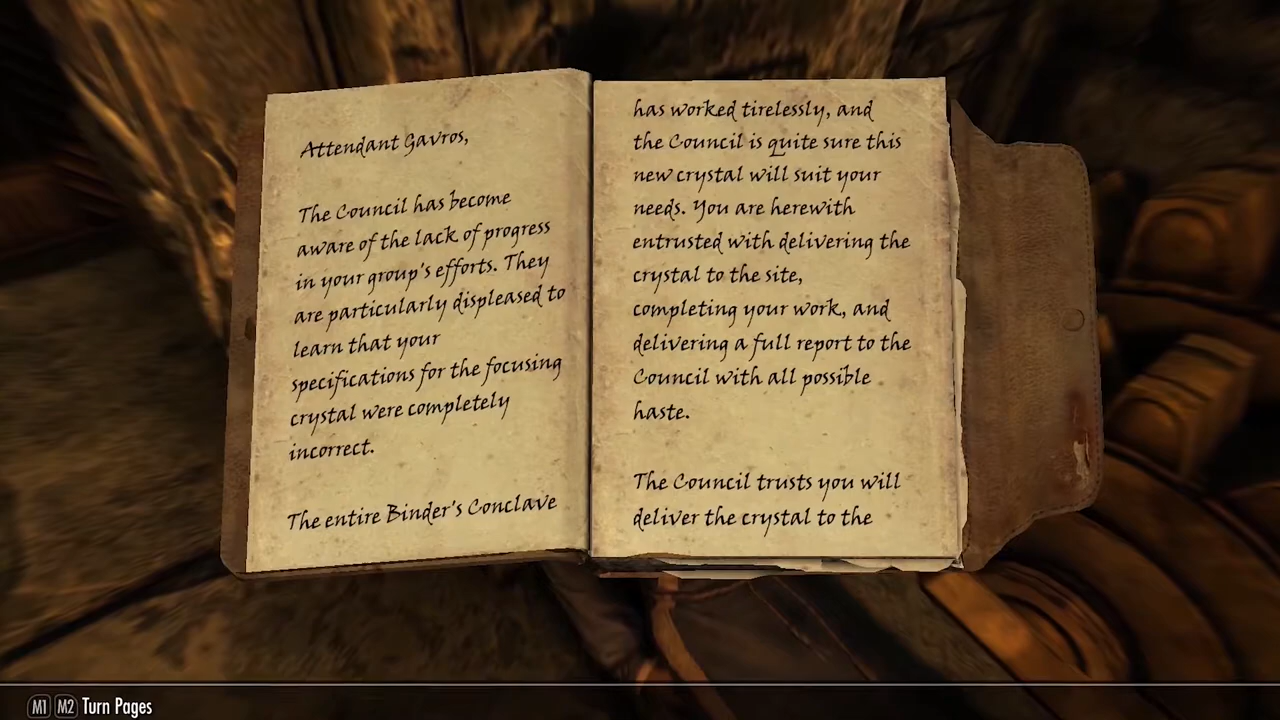 Attendant Gavros,
The Council has become
aware of the lack of progress
in your group's efforts. They
are particularly displeased to
learn that your
specifications for the focusing
crystal were completely
incorrect.
The entire Binder's Conclave
has worked tirelessly, and
the Council is quite sure this
new crystal will suit your
needs. You are herewith
entrusted with delivering the
crystal to the site,
completing your work, and
delivering a full report to the
Council with all possible
haste.
The Council trusts you will
deliver the crystal to the
M1 M2 Turn Pages